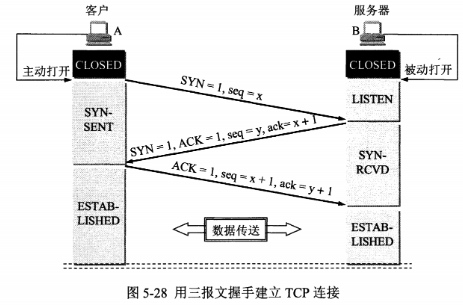 客户
服务器
A
B
CLOSED
CLOSED
主动打开
被动打开
SYN = 1, seq = x
LISTEN
SYN-
SENT
SYN = 1, ACK = 1, seq = y, ack= x + 1
SYN-
RCVD
ACK = 1, seq = x + 1, ack = y + 1
ESTAB-
LISHED
数据传送
ESTAB-
LISHED
图 5-28 用三报文握手建立 TCP 连接